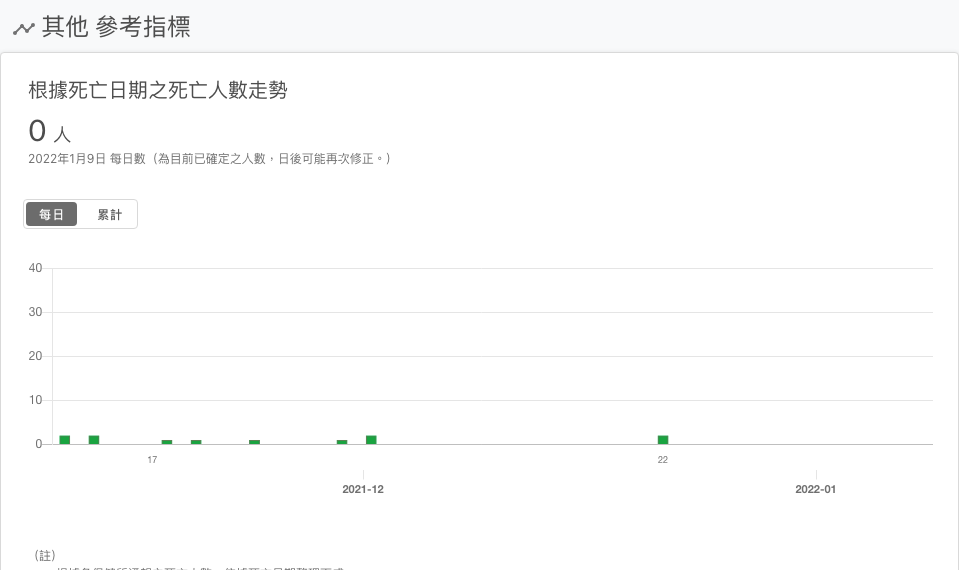 其他 參考指標
根據死亡日期之死亡人數走勢
0 人
2022年1月9日 每日數（為目前已確定之人數，日後可能再次修正。）
每日 累計
40
30
20
10
0
17 22
2021-12 2022-01
（註）